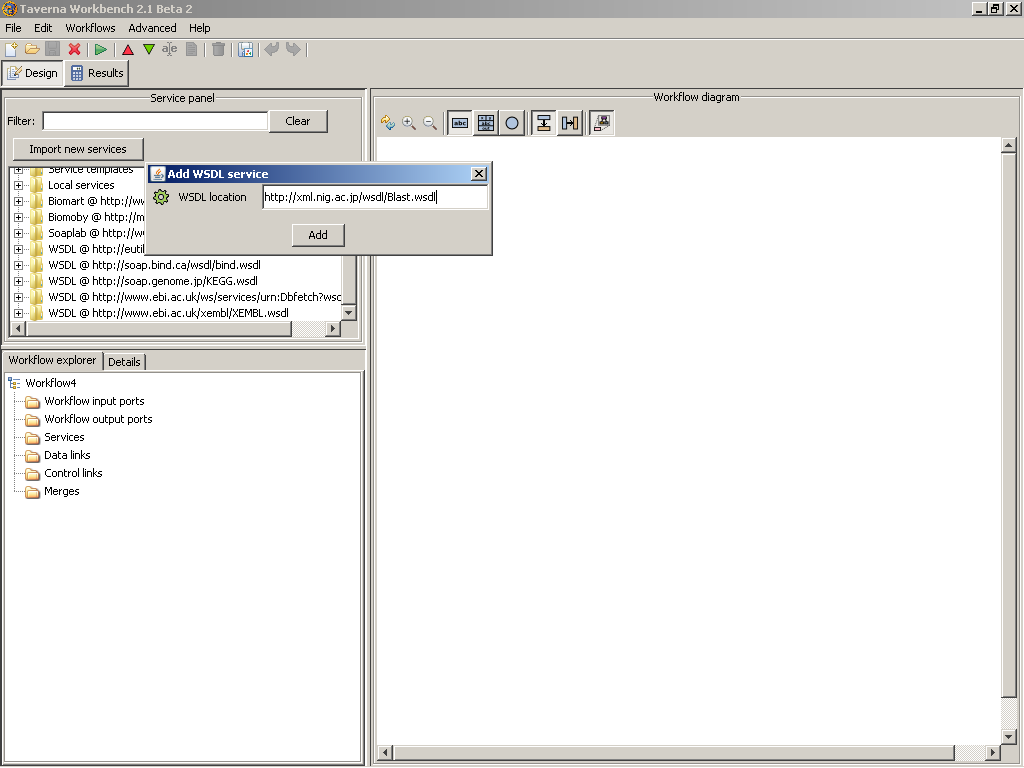 Taverna Workbench 2.1 Beta 2
File Edit Workflows Advanced Help
Design Results
Service panel
Filter: Clear
Import new services
Service templates
Local services
Biomart @ http://
Biomoby @ http://
Soaplab @ http://
WSDL @ http://eutil
WSDL @ http://soap.bind.ca/wsdl/bind.wsdl
WSDL @ http://soap.genome.jp/KEGG.wsdl
WSDL @ http://www.ebi.ac.uk/ws/services/urn:Dbfetch?wsd
WSDL @ http://www.ebi.ac.uk/xembl/XEMBL.wsdl
Add WSDL service
WSDL location http://xml.nig.ac.jp/wsdl/Blast.wsdl
Add
Workflow explorer Details
Workflow4
Workflow input ports
Workflow output ports
Services
Data links
Control links
Merges
Workflow diagram
abc